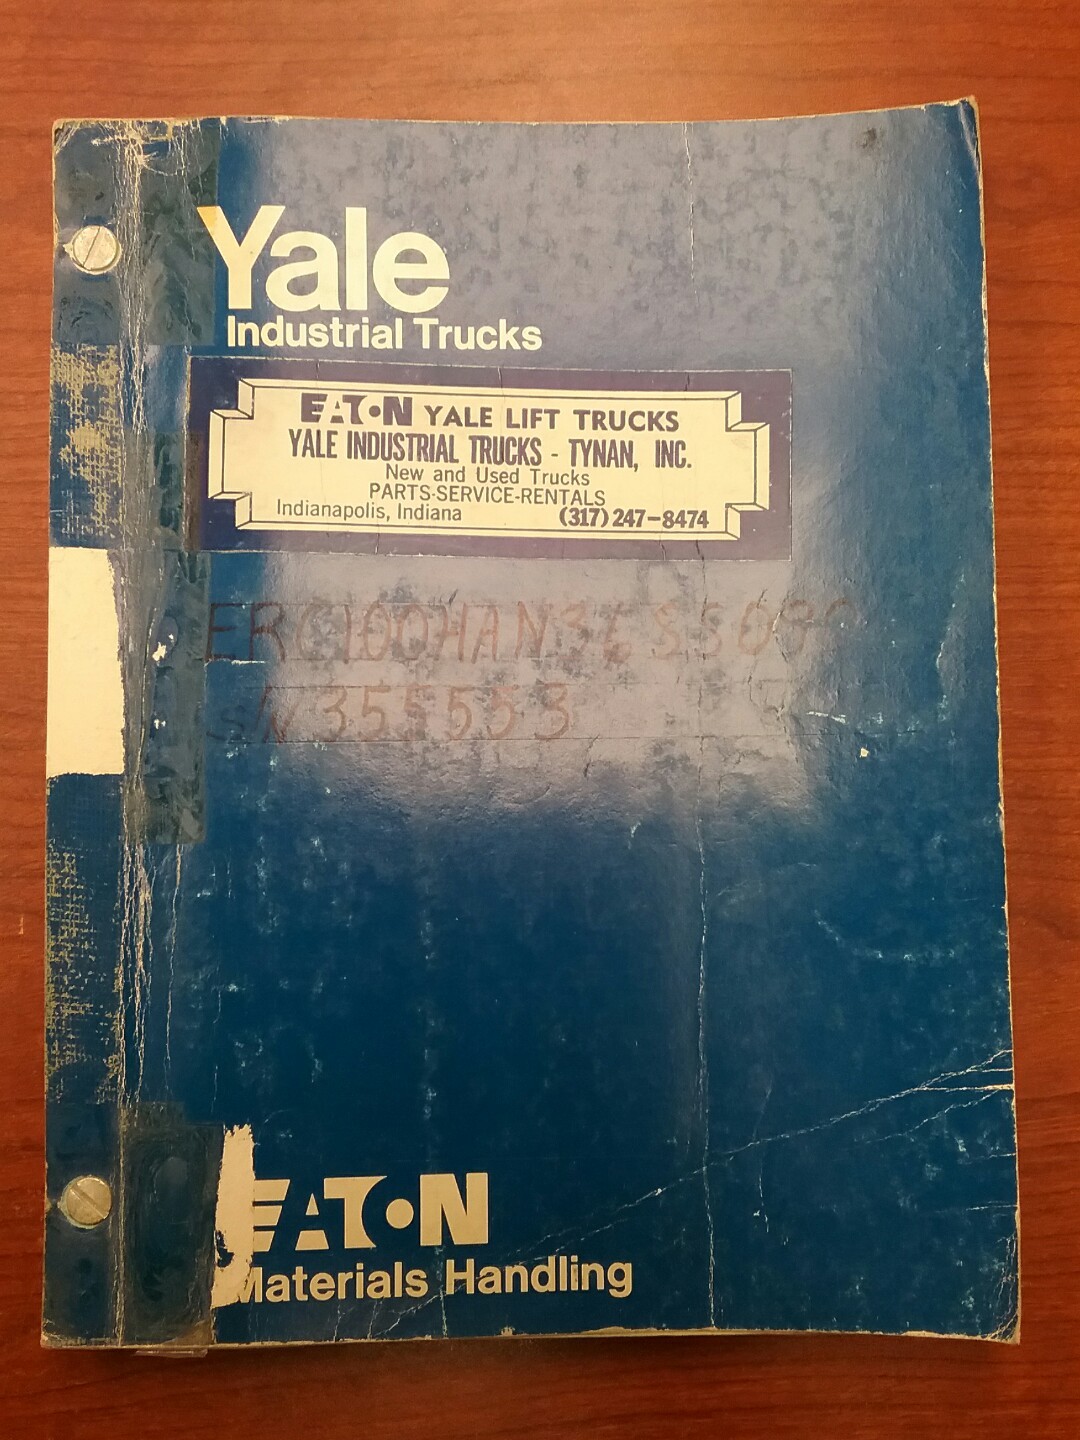 Yale
Industrial Trucks
EATON YALE LIFT TRUCKS
YALE INDUSTRIAL TRUCKS - TYNAN, INC.
New and Used Trucks
PARTS-SERVICE-RENTALS
Indianapolis, Indiana (317) 247-8474
S/N 355553
EATON
Materials Handling